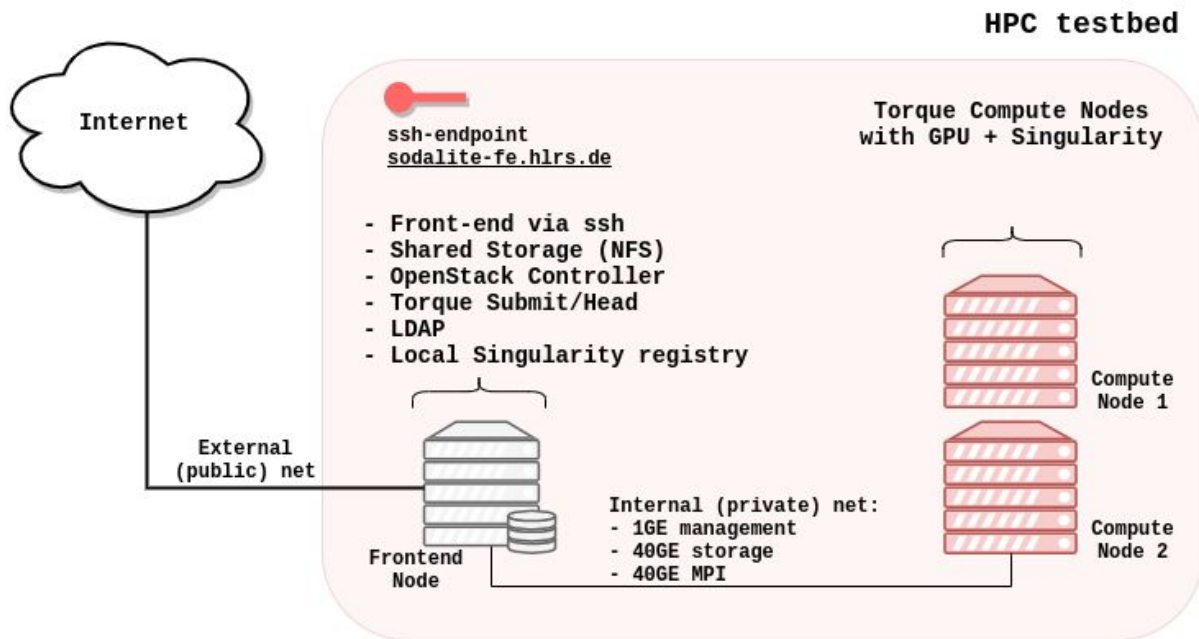 HPC testbed
Internet
ssh-endpoint
sodalite-fe.hlrs.de
Torque Compute Nodes
with GPU + Singularity
- Front-end via ssh
- Shared Storage (NFS)
- OpenStack Controller
- Torque Submit/Head
- LDAP
- Local Singularity registry
Compute
Node 1
External
(public) net
Frontend
Node
Internal (private) net:
- 1GE management
- 40GE storage
- 40GE MPI
Compute
Node 2